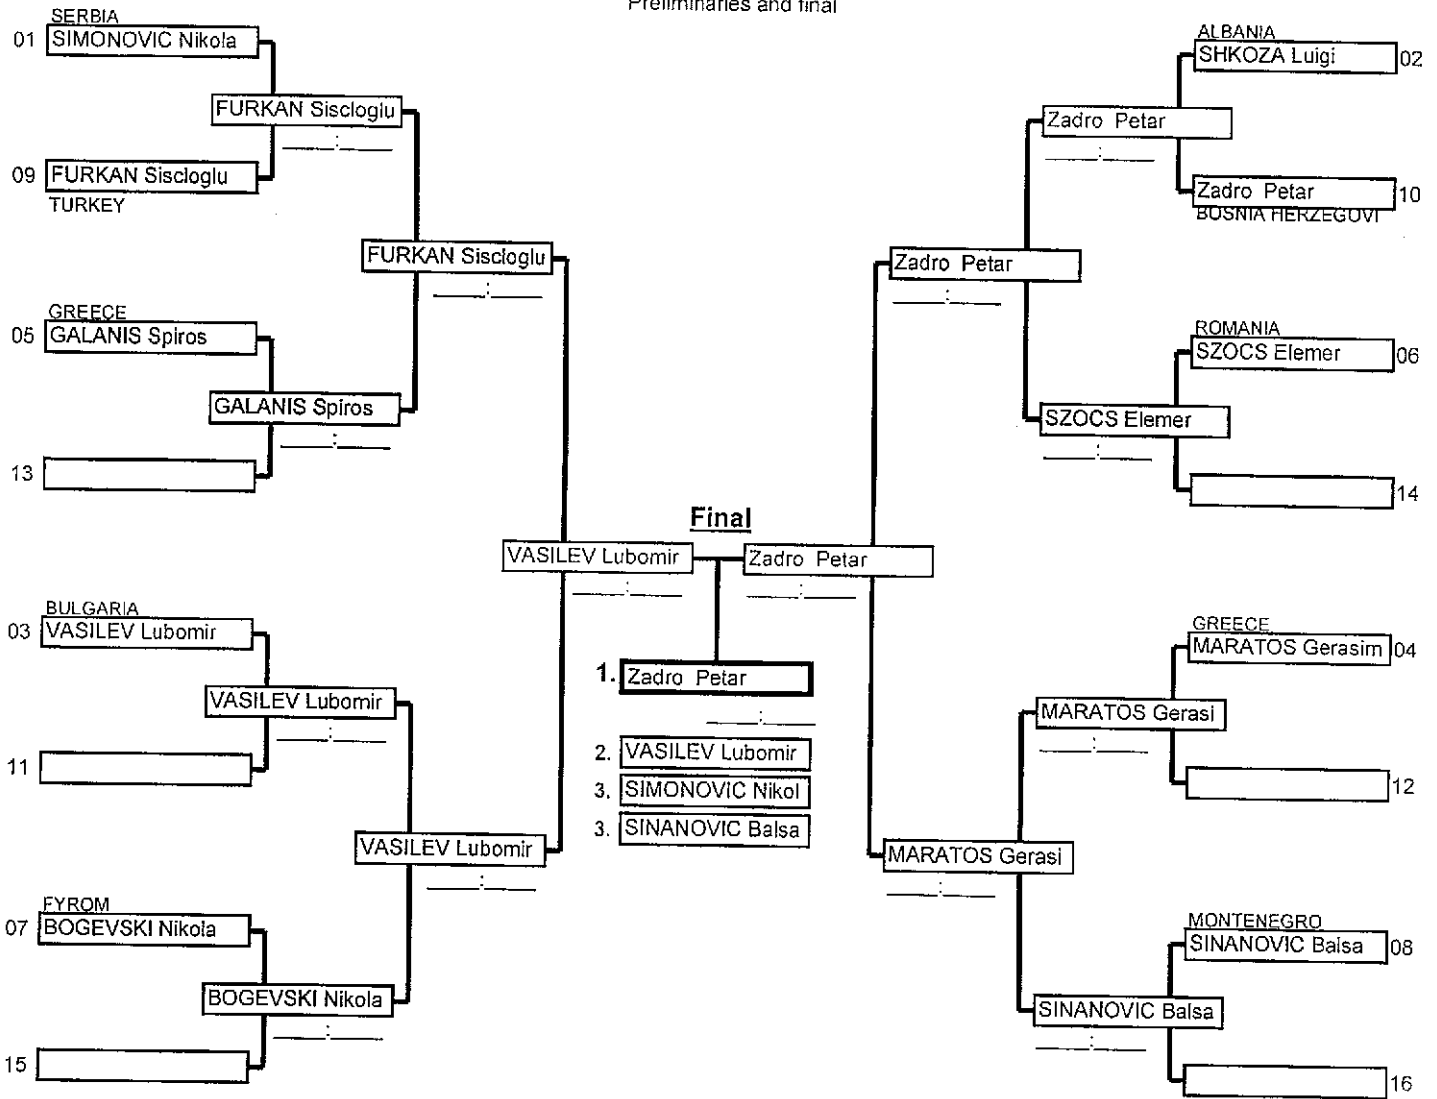 Preliminaries and final
SERBIA
01 SIMONOVIC Nikola
FURKAN Siscloglu
09 FURKAN Siscloglu
TURKEY
FURKAN Siscloglu
GREECE
05 GALANIS Spiros
GALANIS Spiros
13
VASILEV Lubomir
BULGARIA
03 VASILEV Lubomir
VASILEV Lubomir
11
VASILEV Lubomir
FYROM
07 BOGEVSKI Nikola
BOGEVSKI Nikola
15
Final
1. Zadro Petar
2. VASILEV Lubomir
3. SIMONOVIC Nikol
3. SINANOVIC Balsa
ALBANIA
SHKOZA Luigi 02
Zadro Petar
Zadro Petar 10
BOSNIA HERZEGOVI
Zadro Petar
ROMANIA
SZOCS Elemer 06
SZOCS Elemer
14
Zadro Petar
GREECE
MARATOS Gerasim 04
MARATOS Gerasi
12
MARATOS Gerasi
MONTENEGRO
SINANOVIC Balsa 08
SINANOVIC Balsa
16